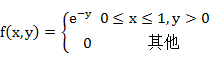 f(x,y) = { e^{-y} 0 ≤ x ≤ 1, y > 0
0 其他